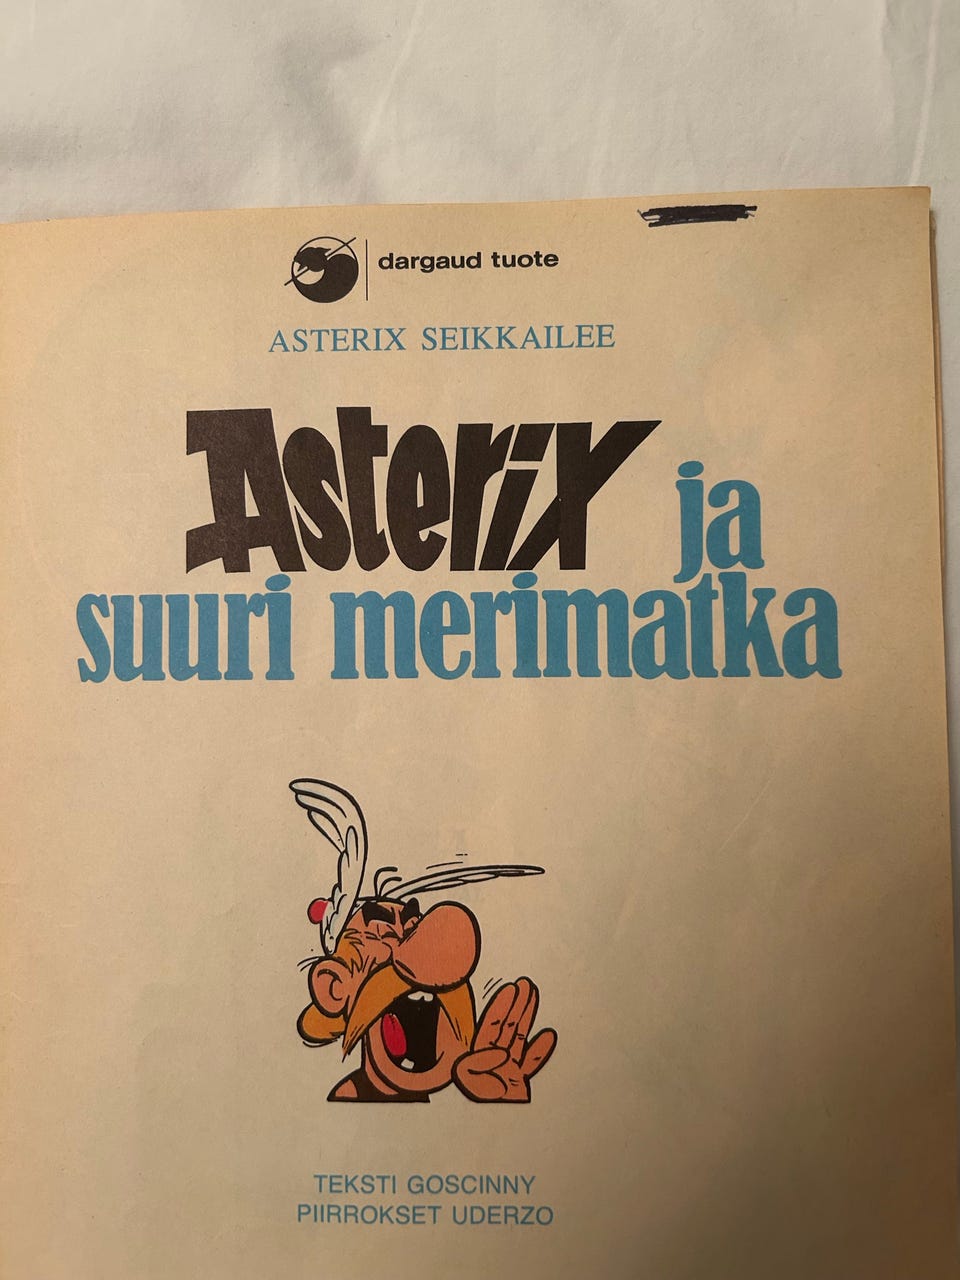 dargaud tuote
ASTERIX SEIKKAILEE
Asterix ja
suuri merimatka
TEKSTI GOSCINNY
PIIRROKSET UDERZO